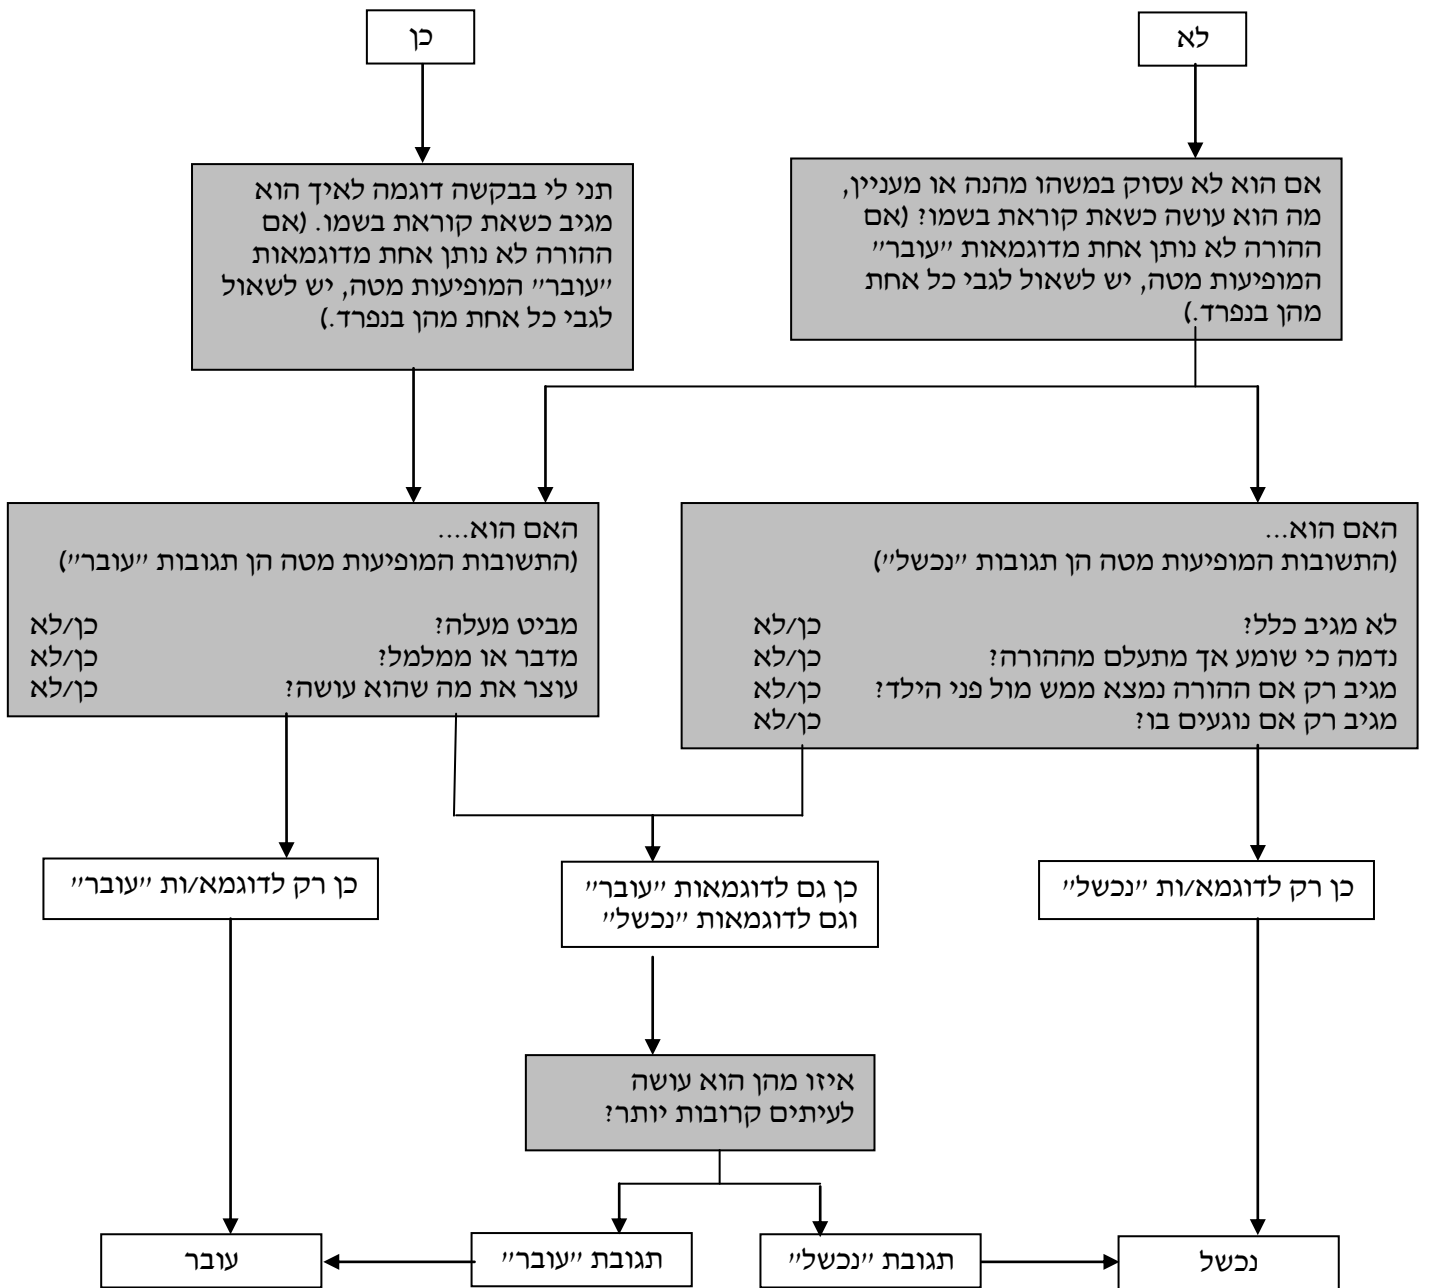 כן
לא
תני לי בבקשה דוגמה לאיך הוא
מגיב כשאת קוראת בשמו. (אם
ההורה לא נותן אחת מדוגמאות
״עובר״ המופיעות מטה, יש לשאול
לגבי כל אחת מהן בנפרד.)
אם הוא לא עסוק במשהו מהנה או מעניין,
מה הוא עושה כשאת קוראת בשמו? (אם
ההורה לא נותן אחת מדוגמאות ״עובר״
המופיעות מטה, יש לשאול לגבי כל אחת
מהן בנפרד.)
האם הוא....
(התשובות המופיעות מטה הן תגובות ״עובר״)
מביט מעלה? כן/לא
מדבר או ממלמל? כן/לא
עוצר את מה שהוא עושה? כן/לא
האם הוא...
(התשובות המופיעות מטה הן תגובות ״נכשל״)
לא מגיב כלל? כן/לא
נדמה כי שומע אך מתעלם מההורה? כן/לא
מגיב רק אם ההורה נמצא ממש מול פני הילד? כן/לא
מגיב רק אם נוגעים בו? כן/לא
כן רק לדוגמא/ות ״עובר״
כן גם לדוגמאות ״עובר״
וגם לדוגמאות ״נכשל״
כן רק לדוגמא/ות ״נכשל״
איזו מהן הוא עושה
לעיתים קרובות יותר?
עובר
תגובת ״עובר״
תגובת ״נכשל״
נכשל